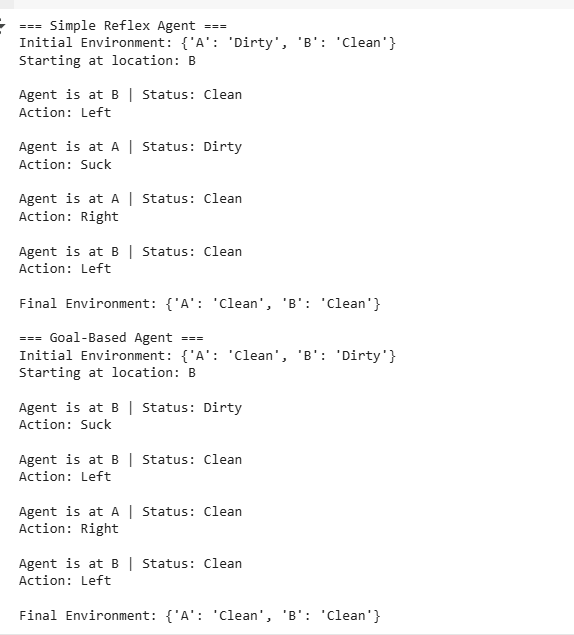 === Simple Reflex Agent ===
Initial Environment: {'A': 'Dirty', 'B': 'Clean'}
Starting at location: B
Agent is at B | Status: Clean
Action: Left
Agent is at A | Status: Dirty
Action: Suck
Agent is at A | Status: Clean
Action: Right
Agent is at B | Status: Clean
Action: Left
Final Environment: {'A': 'Clean', 'B': 'Clean'}
=== Goal-Based Agent ===
Initial Environment: {'A': 'Clean', 'B': 'Dirty'}
Starting at location: B
Agent is at B | Status: Dirty
Action: Suck
Agent is at B | Status: Clean
Action: Left
Agent is at A | Status: Clean
Action: Right
Agent is at B | Status: Clean
Action: Left
Final Environment: {'A': 'Clean', 'B': 'Clean'}